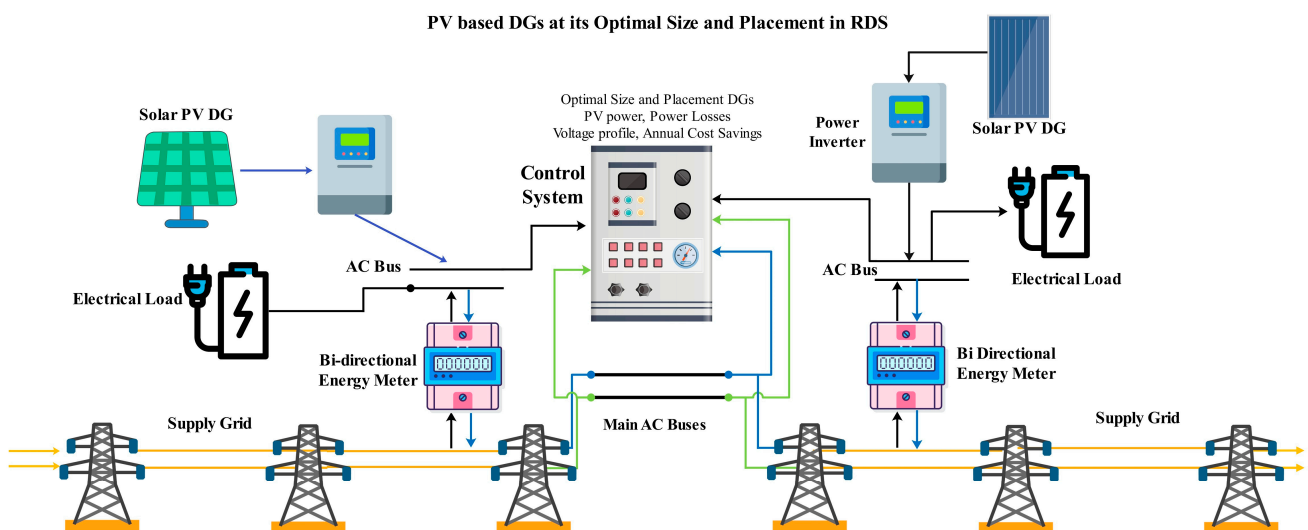 PV based DGs at its Optimal Size and Placement in RDS
Optimal Size and Placement DGs
PV power, Power Losses
Voltage profile, Annual Cost Savings
Solar PV DG
Power
Inverter
Solar PV DG
Control
System
AC Bus
AC Bus
Electrical Load
Electrical Load
Bi-directional
Energy Meter
000000
Bi Directional
Energy Meter
000000
Supply Grid
Main AC Buses
Supply Grid